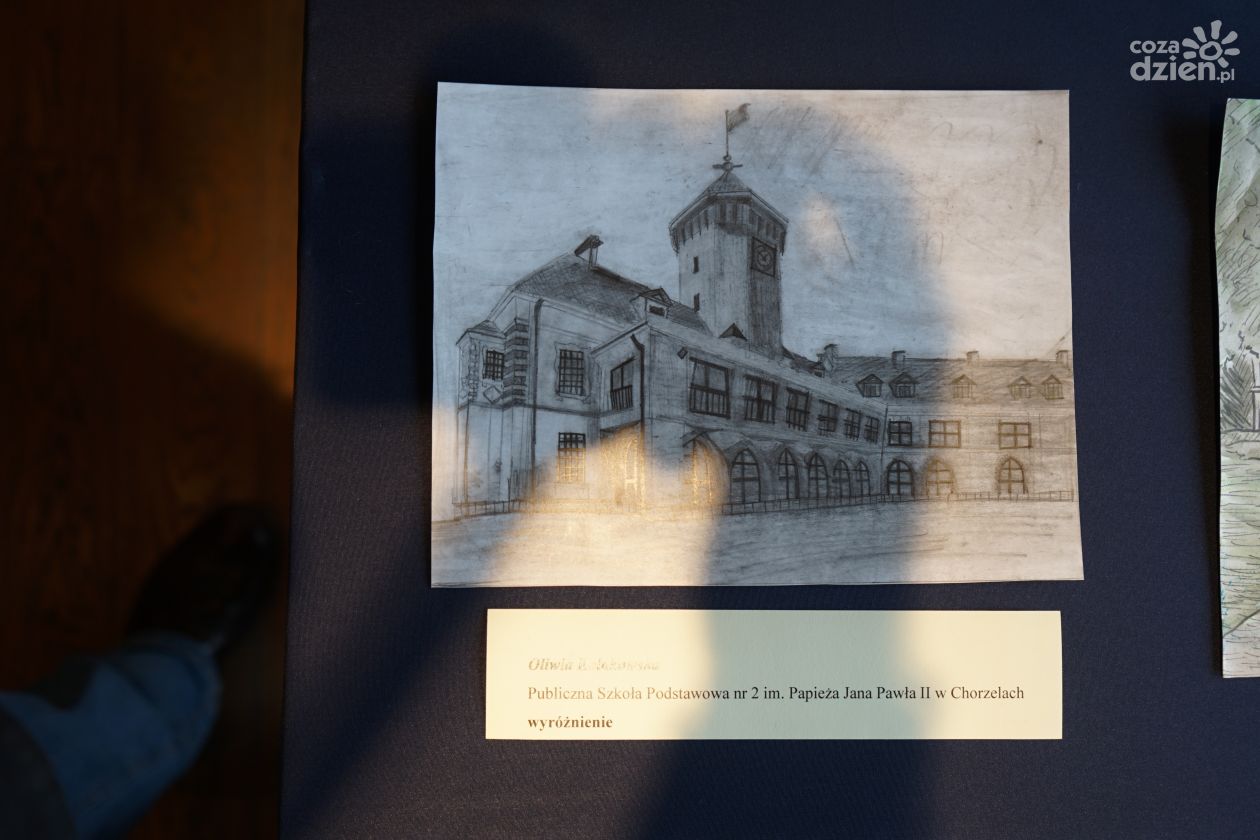 coza
dzien.pl
Oliwia
Publiczna Szkoła Podstawowa nr 2 im. Papieża Jana Pawła II w Chorzelach
wyróżnienie